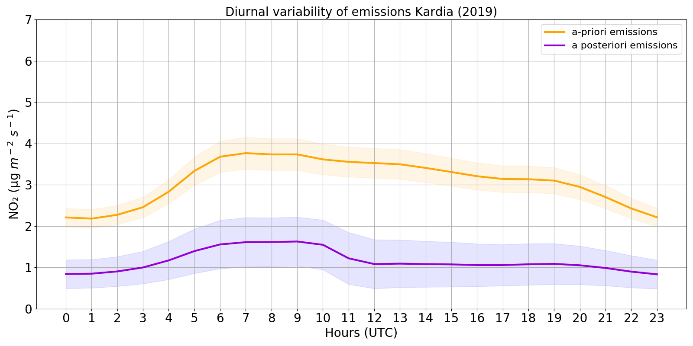 Diurnal variability of emissions Kardia (2019)
NO₂ (µg m⁻² s⁻¹)
7
6
5
4
3
2
1
0
a-priori emissions
a posteriori emissions
0 1 2 3 4 5 6 7 8 9 10 11 12 13 14 15 16 17 18 19 20 21 22 23
Hours (UTC)